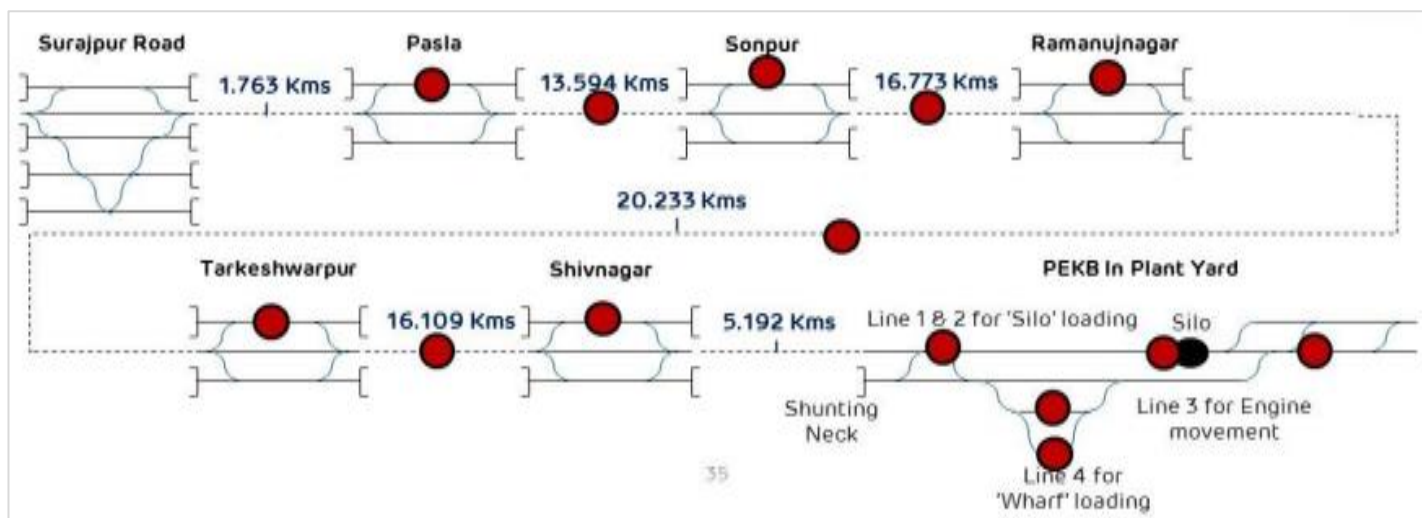 Surajpur Road
Pasla
Sonpur
Ramanujnagar
1.763 Kms
13.594 Kms
16.773 Kms
20.233 Kms
Tarkeshwarpur
Shivnagar
PEKB In Plant Yard
16.109 Kms
5.192 Kms
Line 1 & 2 for 'Silo' loading
Silo
Shunting
Neck
Line 3 for Engine
movement
Line 4 for
'Wharf' loading
35